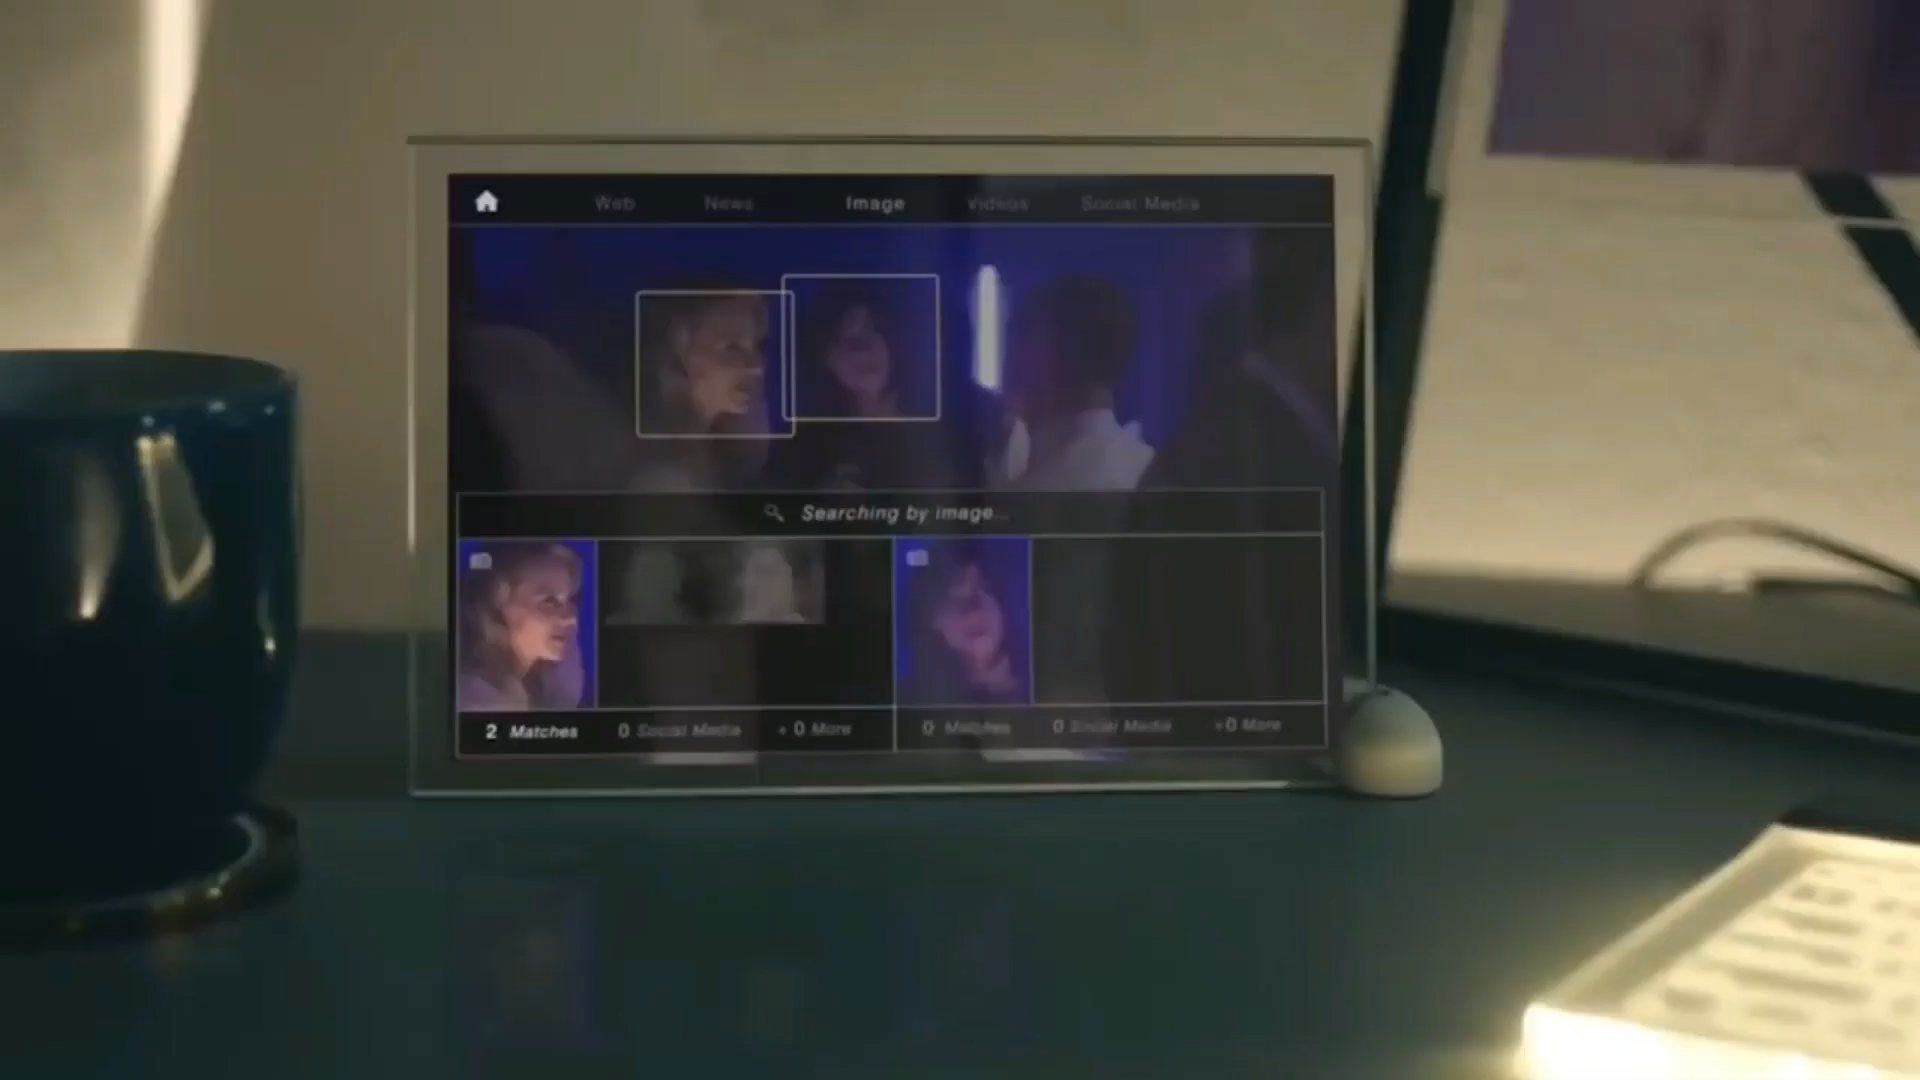 Web News Image Videos Social Media
Searching by image...
2 Matches 0 Social Media + 0 More
0 Matches 0 Social Media +0 More